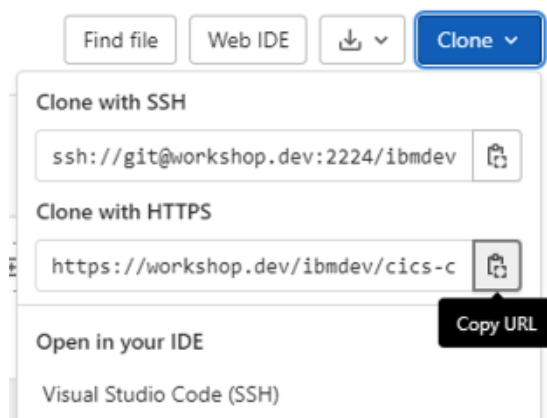 Find file Web IDE Clone
Clone with SSH
ssh://git@workshop.dev:2224/ibmdev
Clone with HTTPS
https://workshop.dev/ibmdev/cics-c
Copy URL
Open in your IDE
Visual Studio Code (SSH)